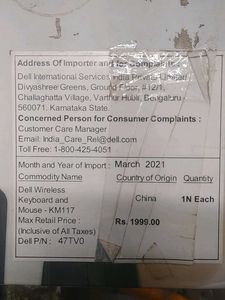 Address Of Importer and for Complaints :
Dell International Services India Private Limited
Divyashree Greens, Ground Floor, #12/1,
Challaghatta Village, Varthur Hubli, Bengaluru -
560071. Karnataka State.
Concerned Person for Consumer Complaints :
Customer Care Manager
Email: India_Care_Rel@dell.com
Toll Free: 1-800-425-4051
Month and Year of Import : March 2021
Commodity Name Country of Origin Quantity
Dell Wireless
Keyboard and China 1N Each
Mouse - KM117
Max Retail Price : Rs. 1999.00
(Inclusive of All Taxes)
Dell P/N : 47TV0